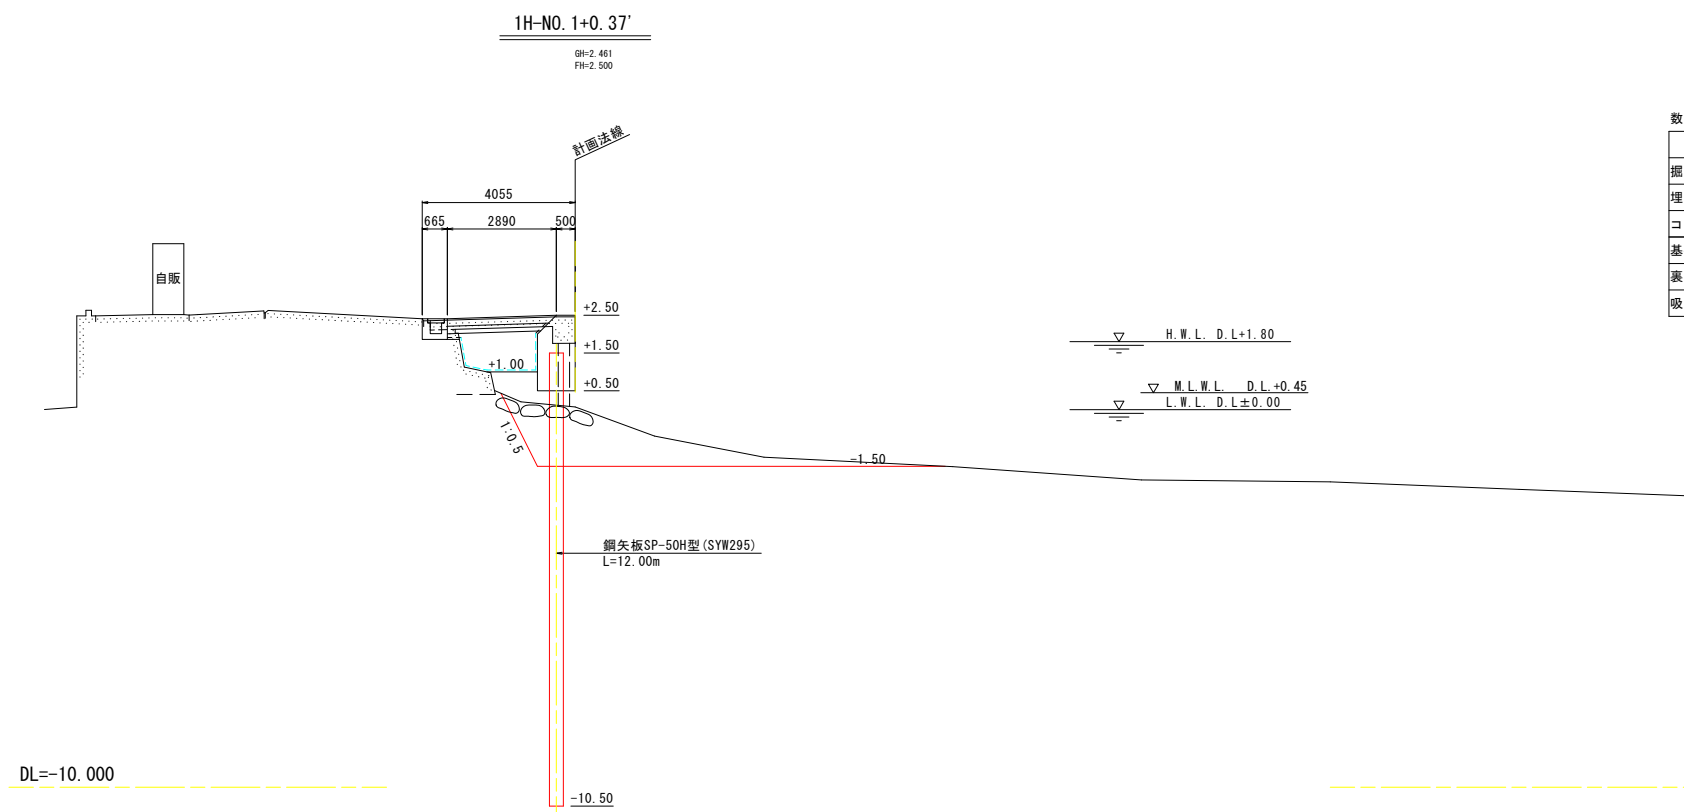 1H-NO.1+0.37'
GH=2.461
FH=2.500
計画法線
数
4055
665
2890
500
掘
埋
コ
基
裏
吸
自販
+2.50
+1.50
+1.00
+0.50
H.W.L. D.L+1.80
M.L.W.L. D.L.+0.45
L.W.L. D.L±0.00
1:0.5
-1.50
鋼矢板SP-50H型(SYW295)
L=12.00m
DL=-10.000
-10.50